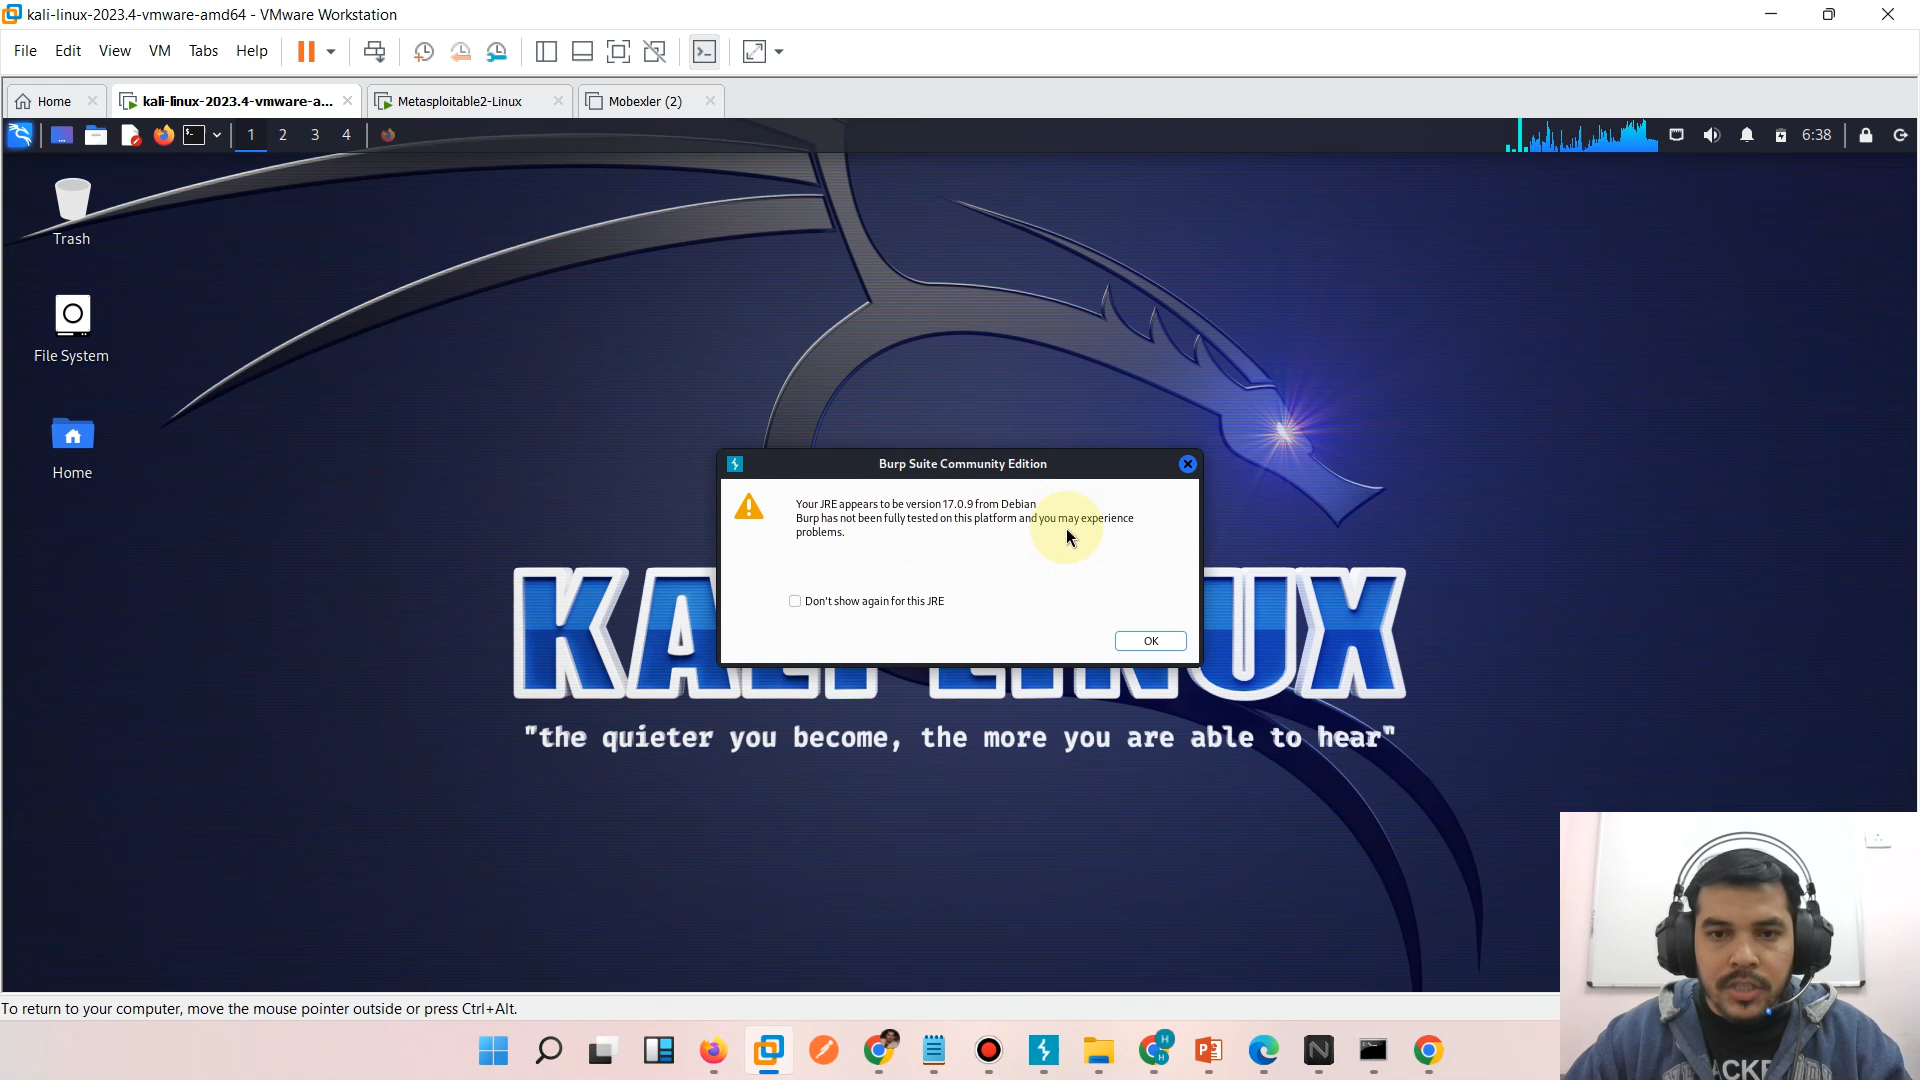 kali-linux-2023.4-vmware-amd64 - VMware Workstation
File Edit View VM Tabs Help
Home kali-linux-2023.4-vmware-a... Metasploitable2-Linux Mobexler (2)
1 2 3 4 6:38
Trash
File System
Home
Burp Suite Community Edition
Your JRE appears to be version 17.0.9 from Debian
Burp has not been fully tested on this platform and you may experience
problems.
Don't show again for this JRE
OK
KALI LINUX
"the quieter you become, the more you are able to hear"
To return to your computer, move the mouse pointer outside or press Ctrl+Alt.